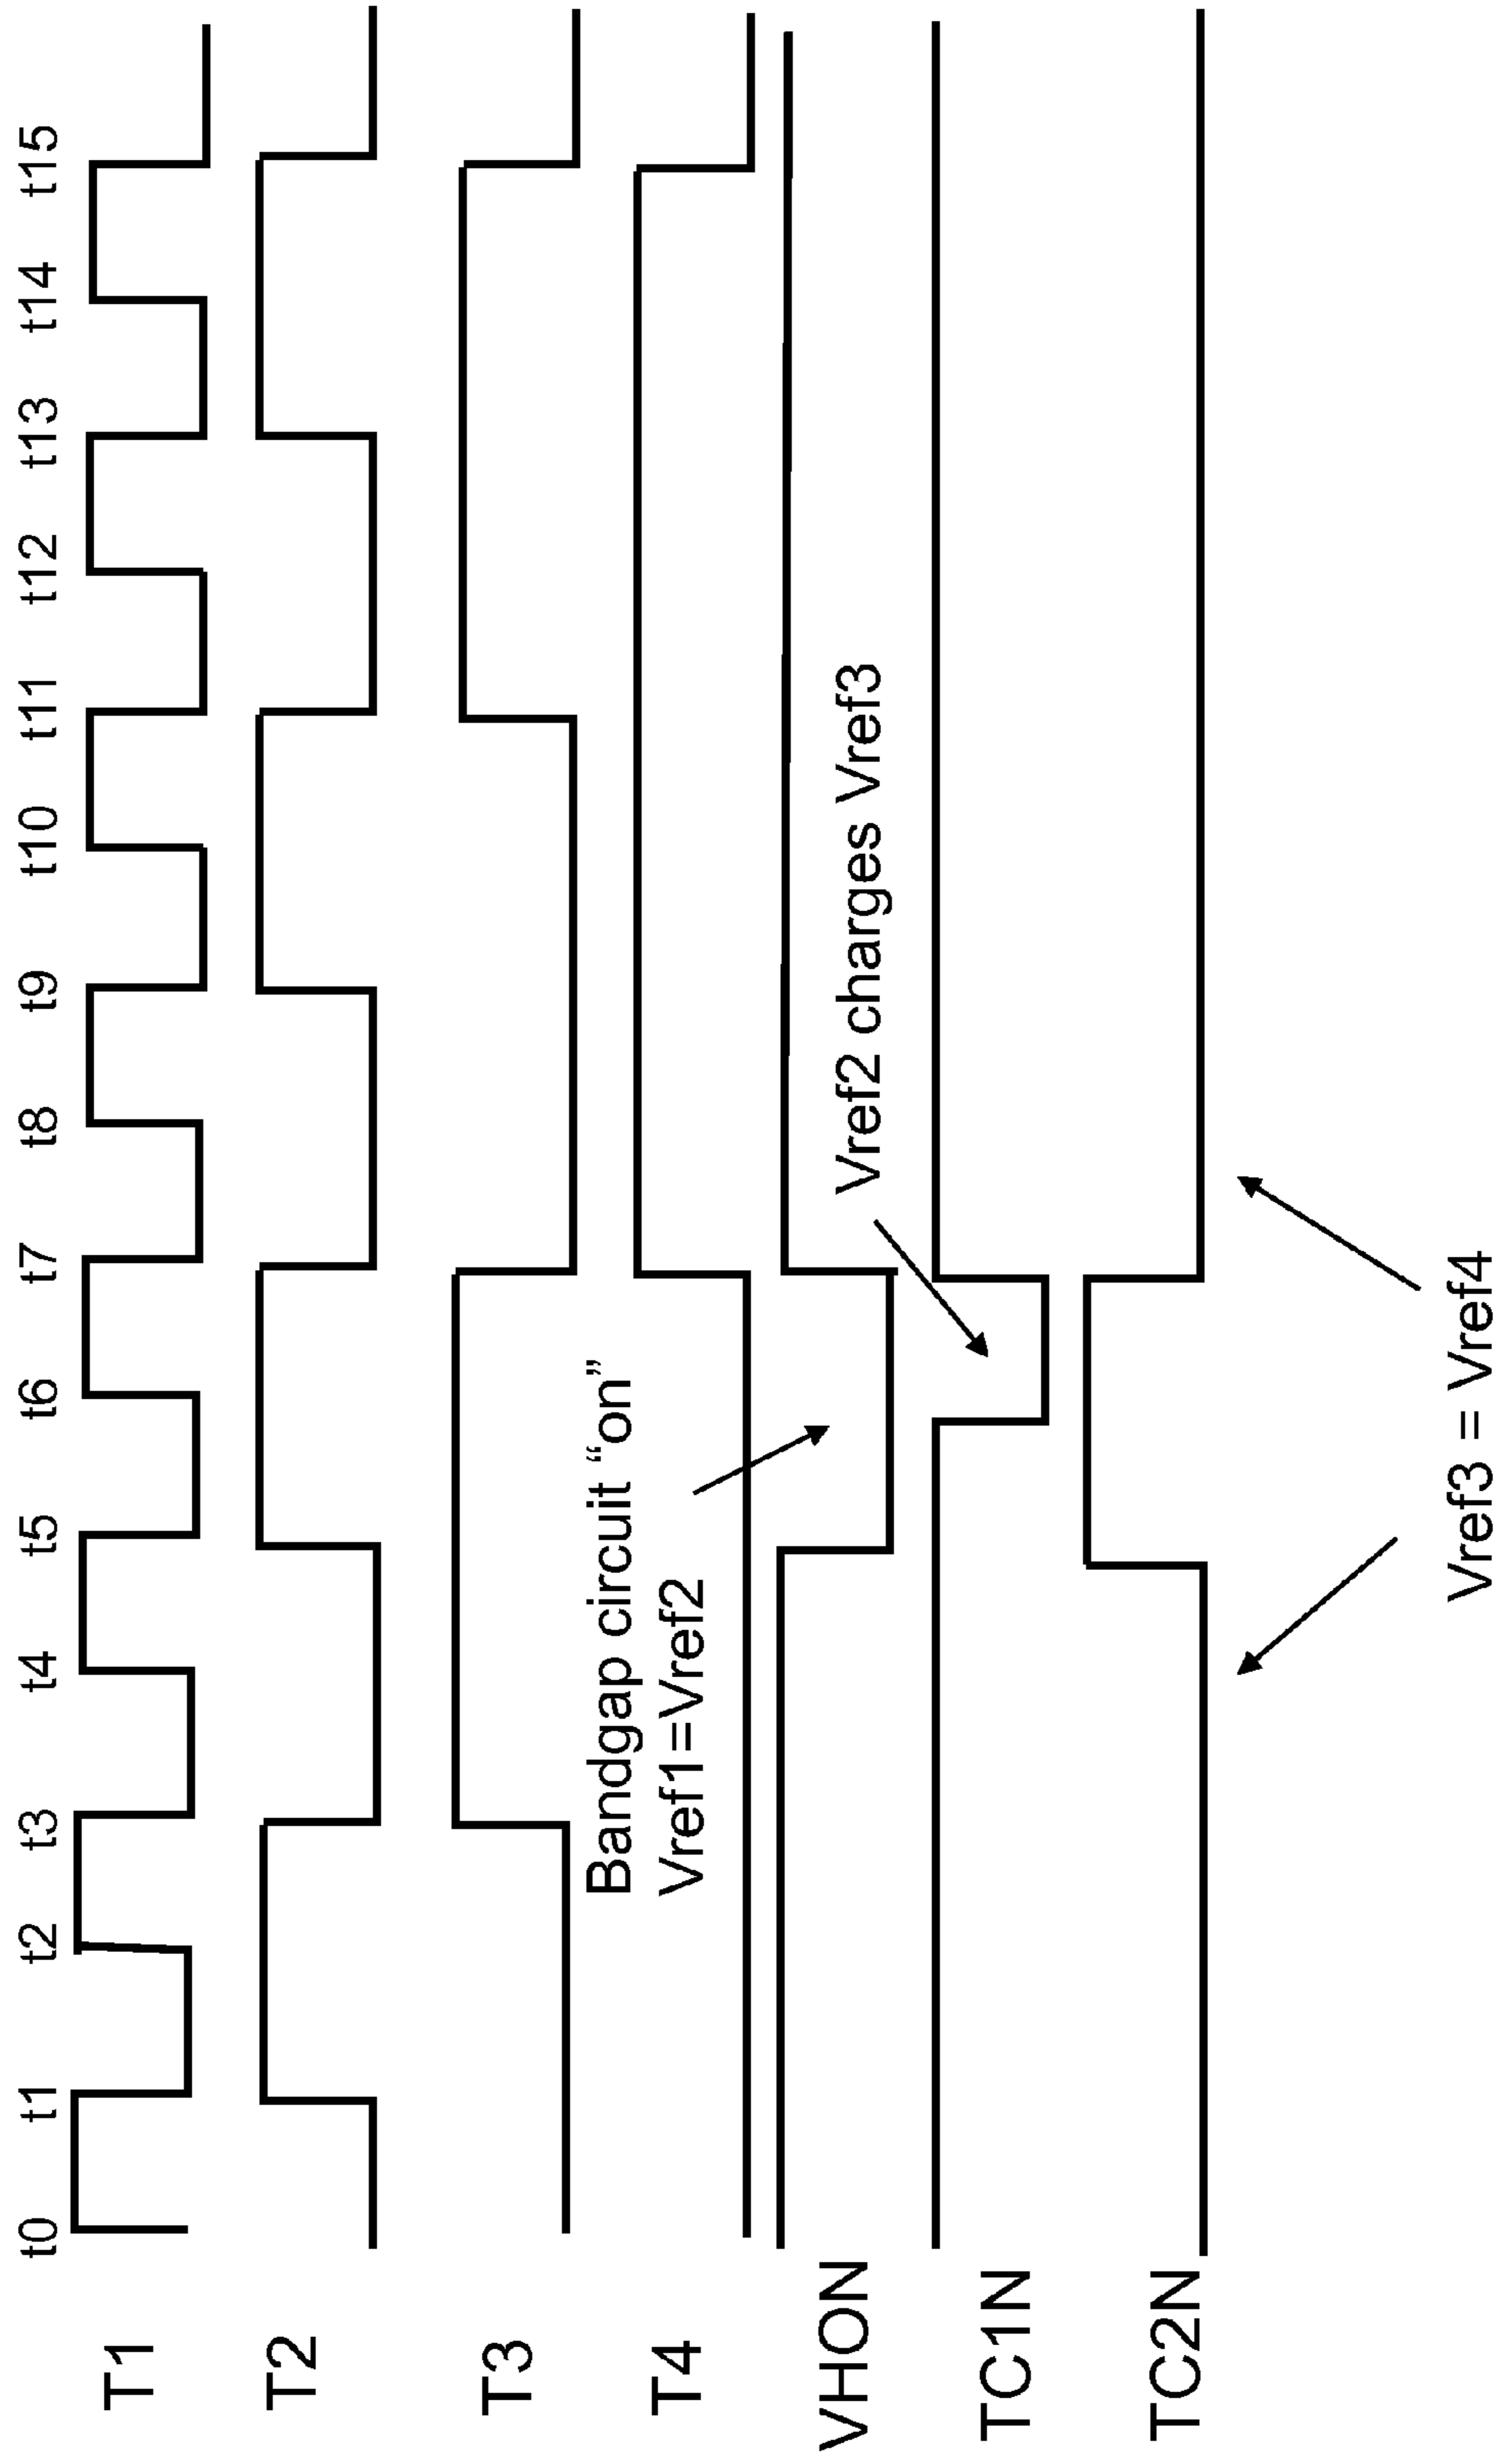 t0 t1 t2 t3 t4 t5 t6 t7 t8 t9 t10 t11 t12 t13 t14 t15
T1
T2
T3
Bandgap circuit “on”
Vref1=Vref2
T4
VHON
Vref2 charges Vref3
TC1N
TC2N
Vref3 = Vref4